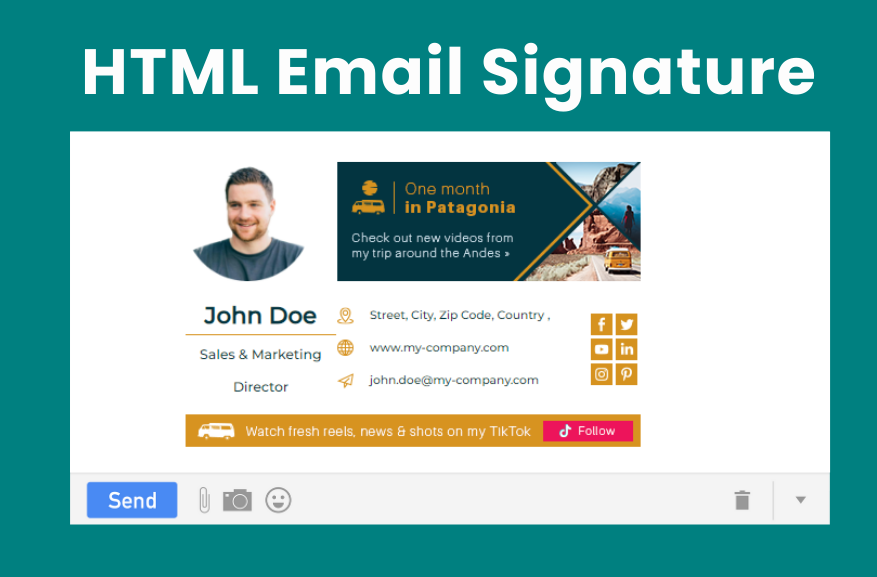 HTML Email Signature
One month
in Patagonia
Check out new videos from
my trip around the Andes »
John Doe
Sales & Marketing
Director
Street, City, Zip Code, Country ,
www.my-company.com
john.doe@my-company.com
f
in
Watch fresh reels, news & shots on my TikTok
Follow
Send